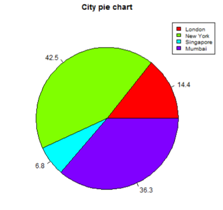 City pie chart
London
New York
Singapore
Mumbai
42.5
14.4
6.8
36.3